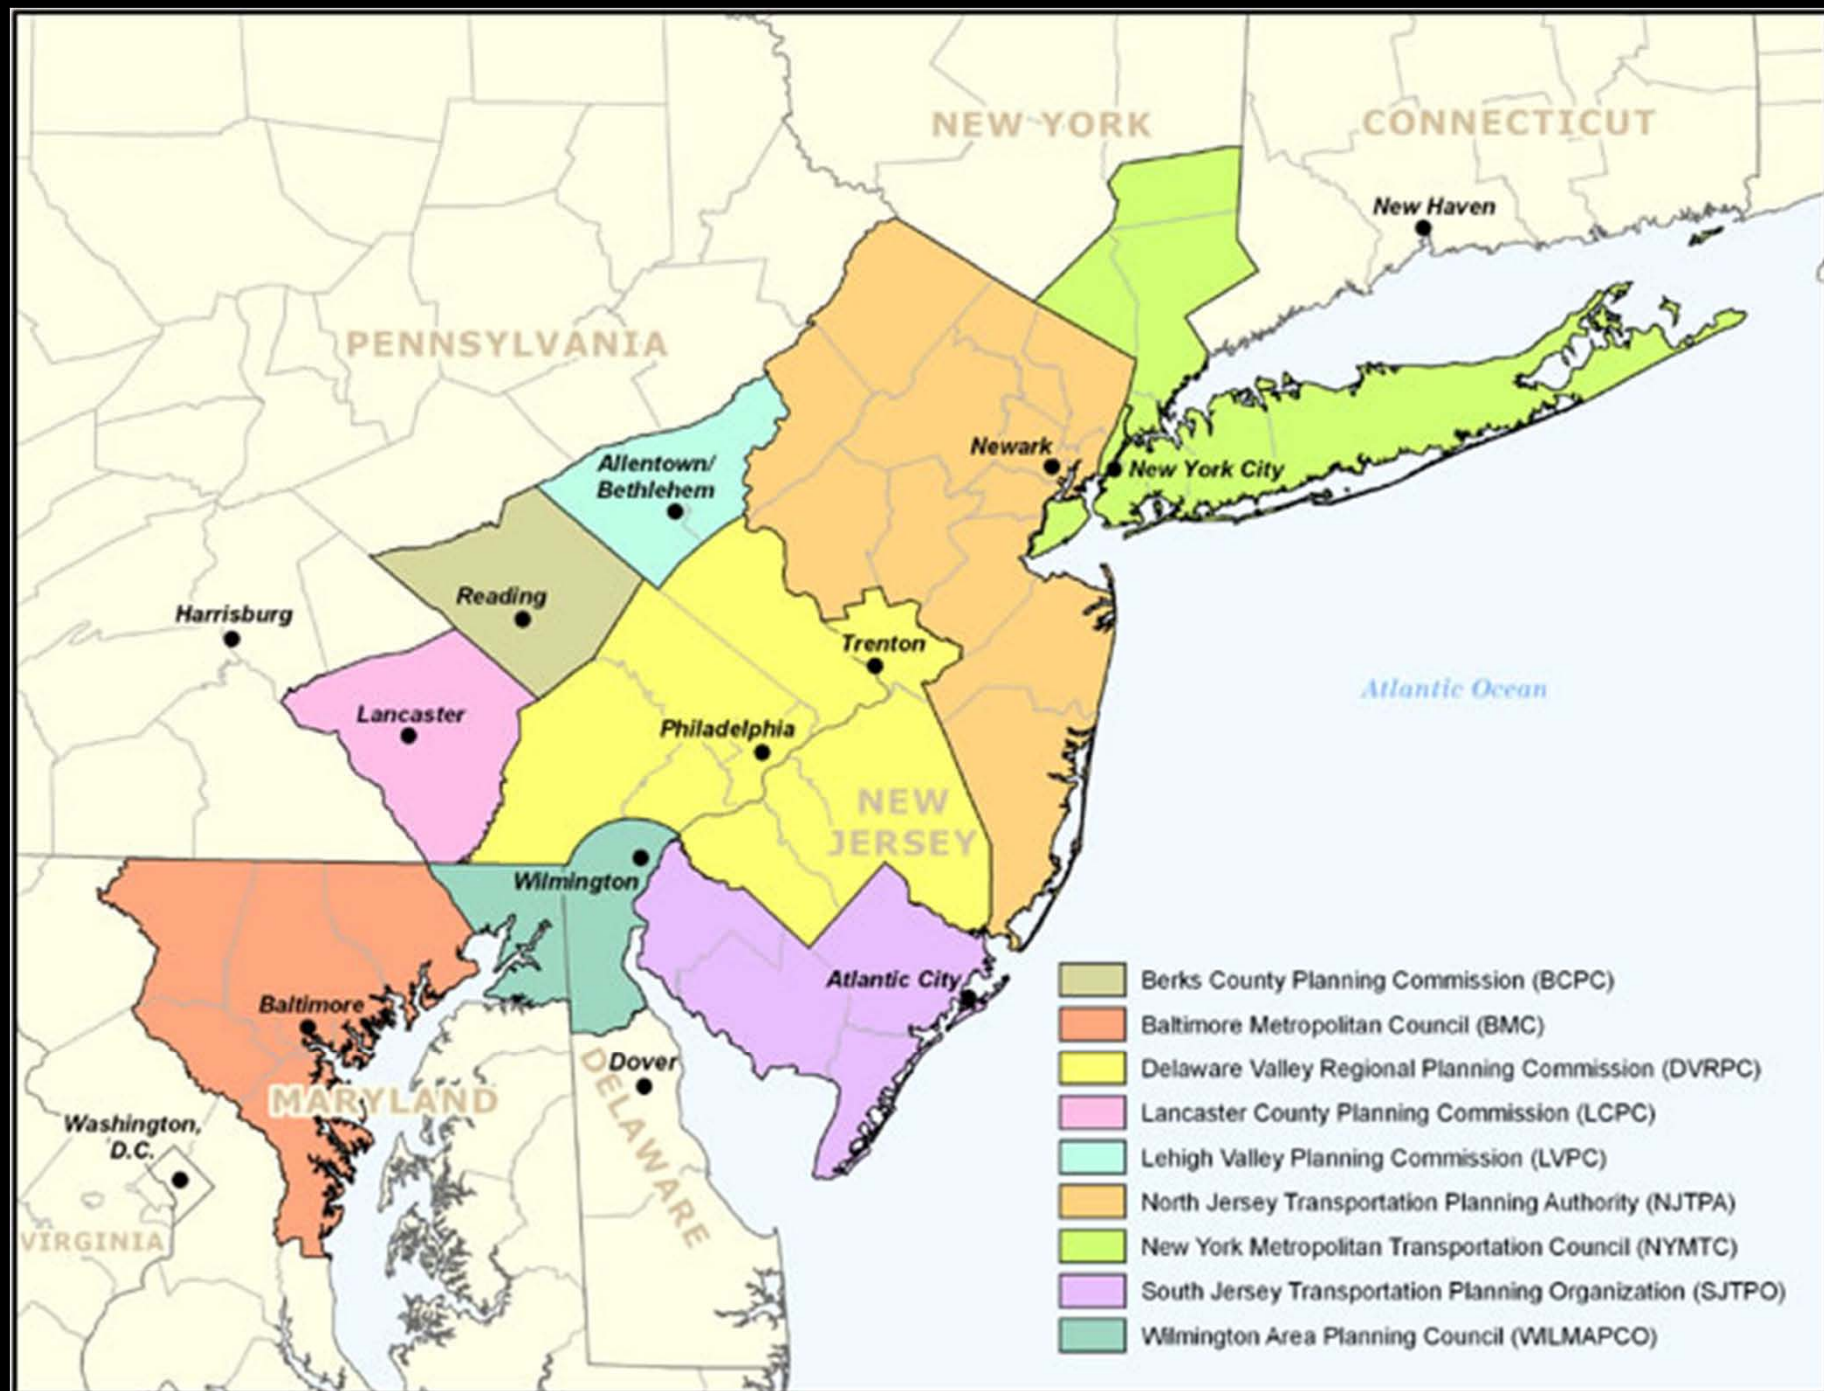 NEW YORK
CONNECTICUT
New Haven
PENNSYLVANIA
Newark
New York City
Allentown/
Bethlehem
Reading
Harrisburg
Trenton
Atlantic Ocean
Lancaster
Philadelphia
NEW
JERSEY
Wilmington
Atlantic City
Baltimore
Dover
MARYLAND
DELAWARE
Washington,
D.C.
VIRGINIA
Berks County Planning Commission (BCPC)
Baltimore Metropolitan Council (BMC)
Delaware Valley Regional Planning Commission (DVRPC)
Lancaster County Planning Commission (LCPC)
Lehigh Valley Planning Commission (LVPC)
North Jersey Transportation Planning Authority (NJTPA)
New York Metropolitan Transportation Council (NYMTC)
South Jersey Transportation Planning Organization (SJTPO)
Wilmington Area Planning Council (WILMAPCO)